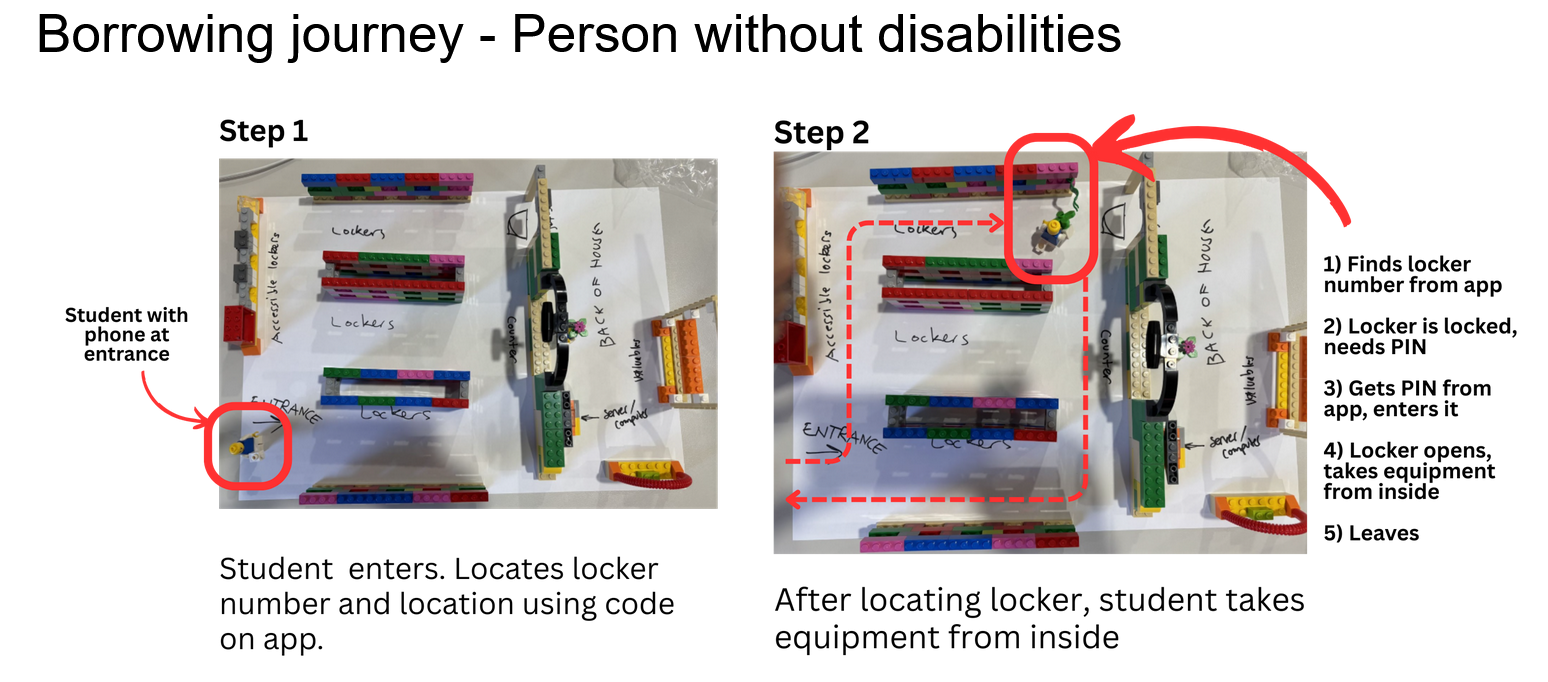 Borrowing journey - Person without disabilities
Step 1
Student with
phone at
entrance
Lockers
Accessible lockers
Lockers
Counter
BACK OF HOUSE
Valuables
ENTRANCE
Lockers
server/
computer
Student enters. Locates locker
number and location using code
on app.
Step 2
Lockers
Accessible lockers
Lockers
Counter
BACK OF HOUSE
Valuables
ENTRANCE
Lockers
server/
computer
1) Finds locker
number from app
2) Locker is locked,
needs PIN
3) Gets PIN from
app, enters it
4) Locker opens,
takes equipment
from inside
5) Leaves
After locating locker, student takes
equipment from inside